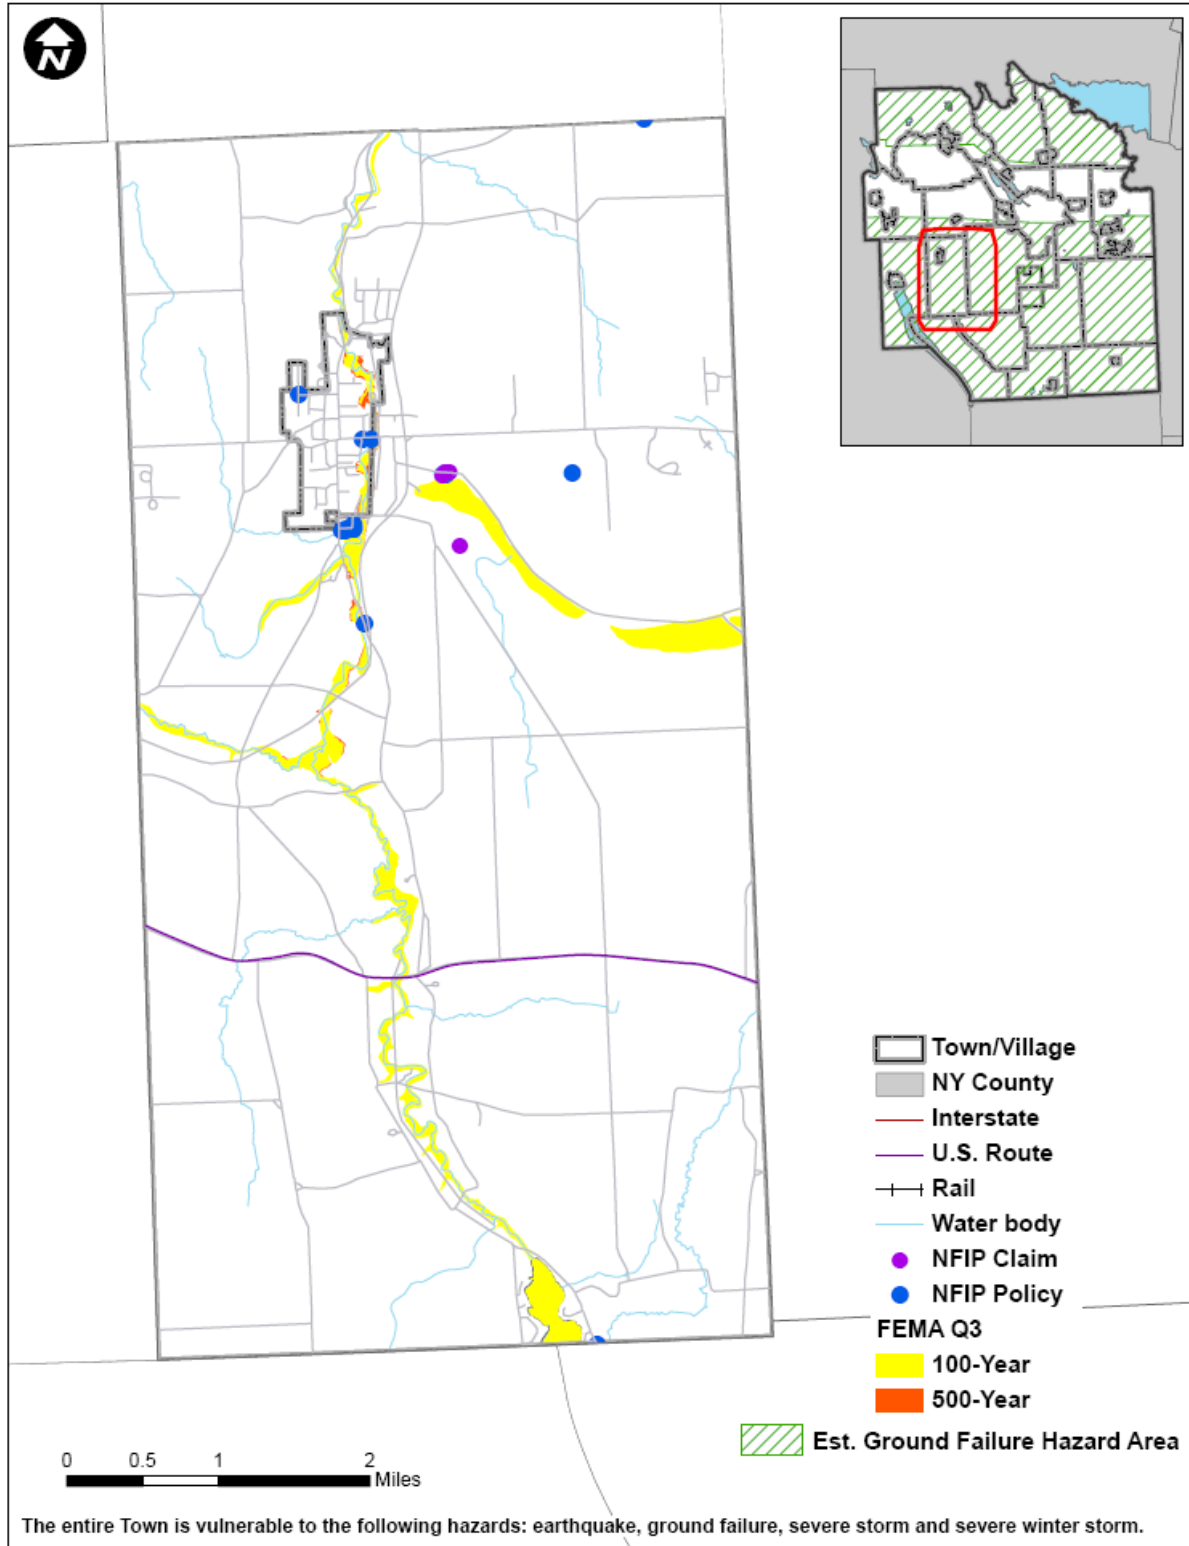 N
Town/Village
NY County
Interstate
U.S. Route
Rail
Water body
NFIP Claim
NFIP Policy
FEMA Q3
100-Year
500-Year
Est. Ground Failure Hazard Area
0 0.5 1 2
Miles
The entire Town is vulnerable to the following hazards: earthquake, ground failure, severe storm and severe winter storm.